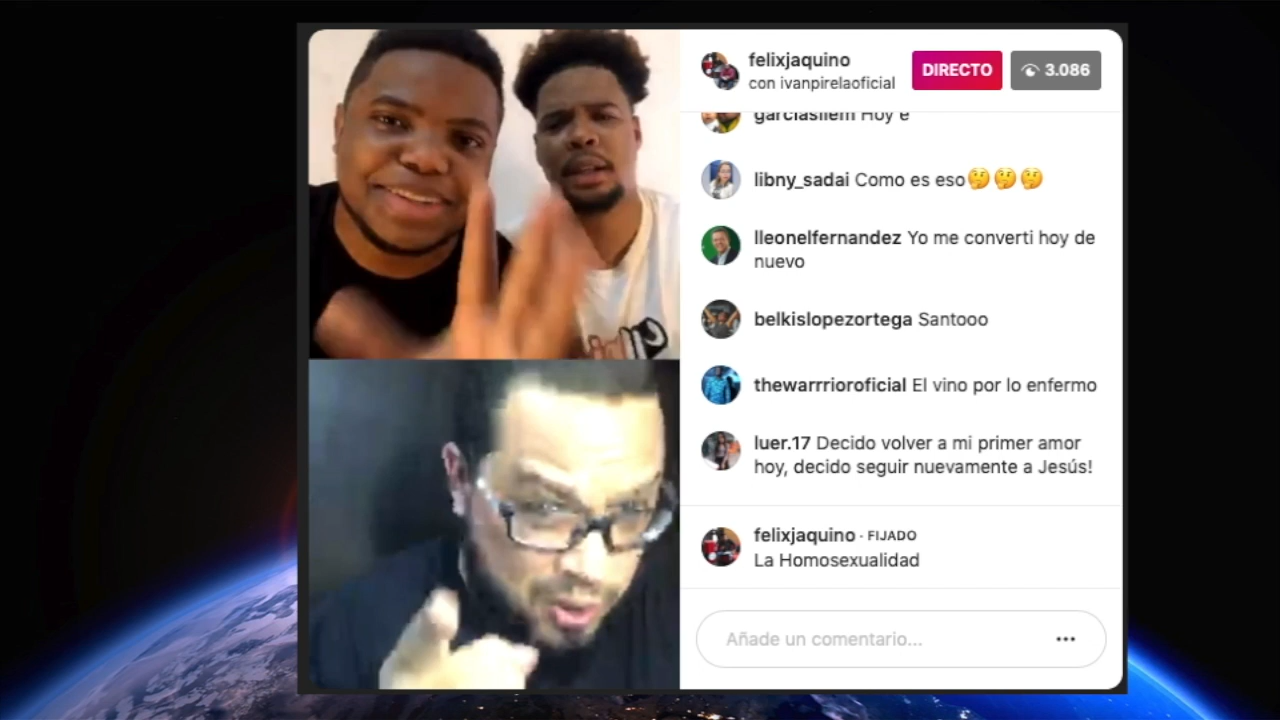 felixjaquino
con ivanpirelaoficial
DIRECTO
3.086
Hoy e
libny_sadai Como es eso🤔🤔🤔
lleonelfernandez Yo me converti hoy de
nuevo
belkislopezortega Santooo
thewarrrioroficial El vino por lo enfermo
luer.17 Decido volver a mi primer amor
hoy, decido seguir nuevamente a Jesús!
felixjaquino · FIJADO
La Homosexualidad
Añade un comentario...